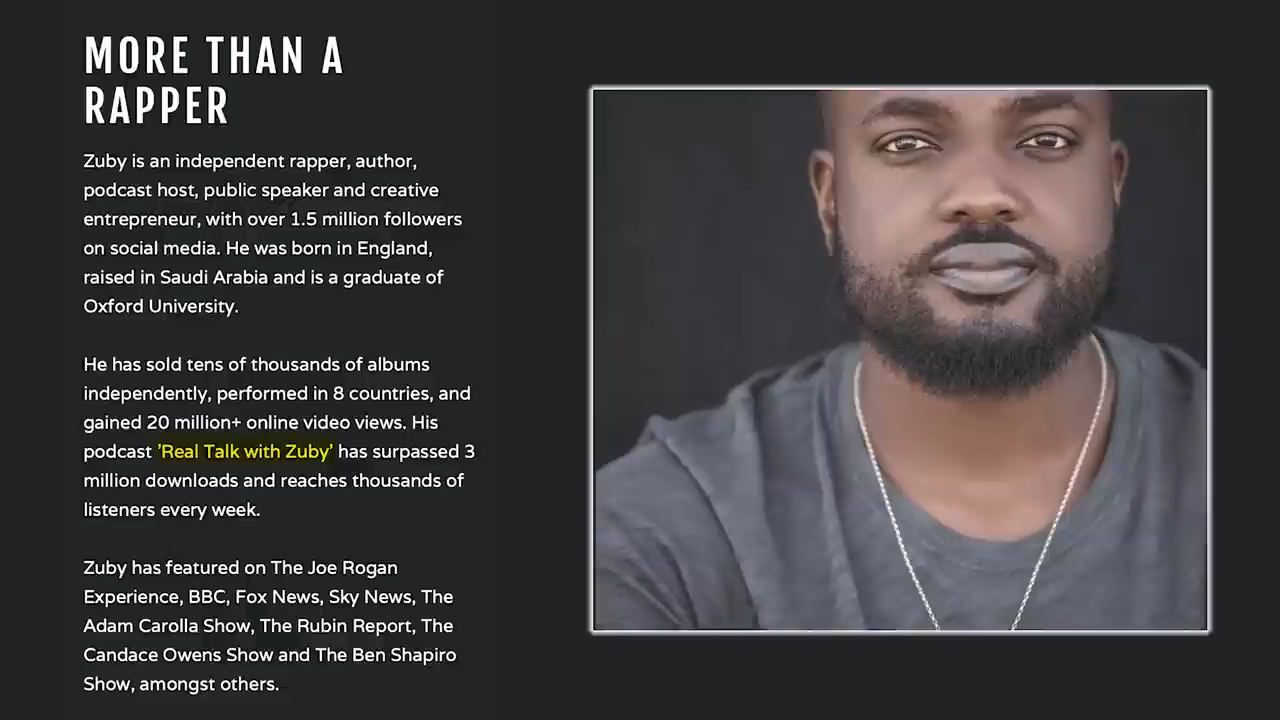 MORE THAN A
RAPPER
Zuby is an independent rapper, author,
podcast host, public speaker and creative
entrepreneur, with over 1.5 million followers
on social media. He was born in England,
raised in Saudi Arabia and is a graduate of
Oxford University.
He has sold tens of thousands of albums
independently, performed in 8 countries, and
gained 20 million+ online video views. His
podcast 'Real Talk with Zuby' has surpassed 3
million downloads and reaches thousands of
listeners every week.
Zuby has featured on The Joe Rogan
Experience, BBC, Fox News, Sky News, The
Adam Carolla Show, The Rubin Report, The
Candace Owens Show and The Ben Shapiro
Show, amongst others.